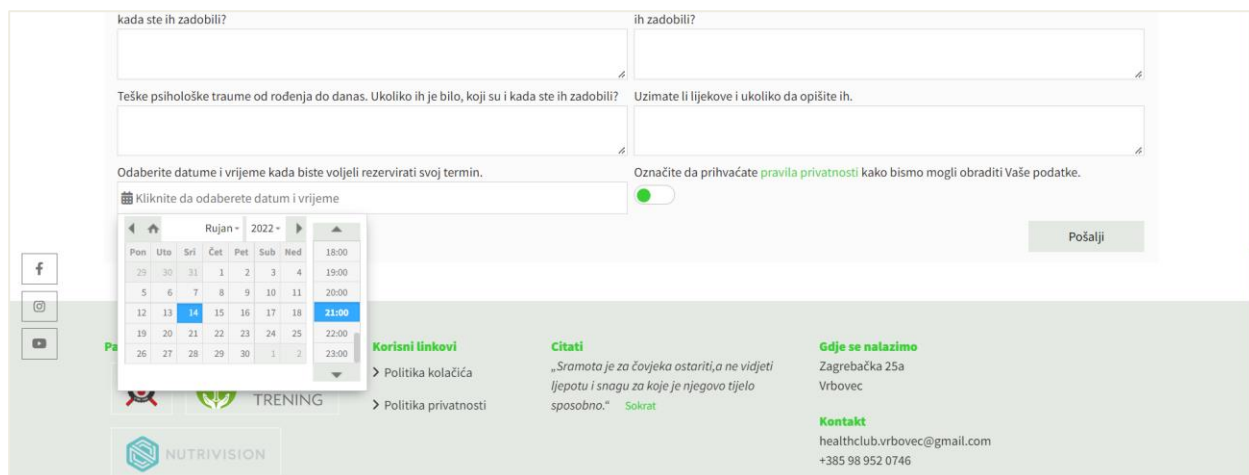 kada ste ih zadobili?
ih zadobili?
Teške psihološke traume od rođenja do danas. Ukoliko ih je bilo, koji su i kada ste ih zadobili?
Uzimate li lijekove i ukoliko da opišite ih.
Odaberite datume i vrijeme kada biste voljeli rezervirati svoj termin.
Označite da prihvaćate pravila privatnosti kako bismo mogli obraditi Vaše podatke.
Kliknite da odaberete datum i vrijeme
Rujan 2022
Pon Uto Sri Čet Pet Sub Ned
29 30 31 1 2 3 4
5 6 7 8 9 10 11
12 13 14 15 16 17 18
19 20 21 22 23 24 25
26 27 28 29 30 1 2
18:00
19:00
20:00
21:00
22:00
23:00
Pošalji
Pa
TRENING
NUTRIVISION
Korisni linkovi
Politika kolačića
Politika privatnosti
Citati
„Sramota je za čovjeka ostariti,a ne vidjeti
ljepotu i snagu za koje je njegovo tijelo
sposobno.“ Sokrat
Gdje se nalazimo
Zagrebačka 25a
Vrbovec
Kontakt
healthclub.vrbovec@gmail.com
+385 98 952 0746